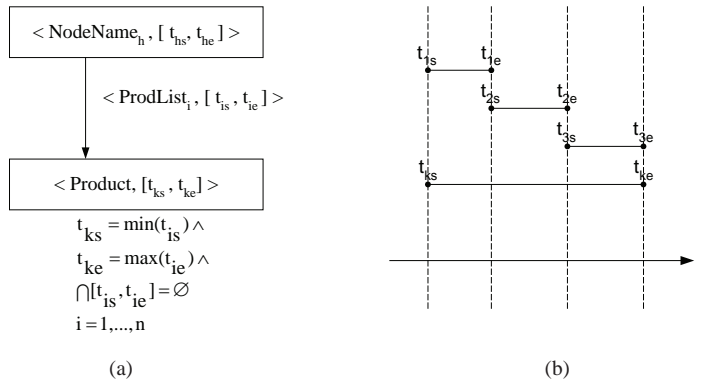 < NodeName_h , [ t_hs, t_he ] >
< ProdList_i , [ t_is , t_ie ] >
< Product, [t_ks , t_ke ] >
t_ks = min(t_is) ∧
t_ke = max(t_ie) ∧
⋂[t_is , t_ie] = ∅
i = 1,...,n
(a)
t_1s t_1e
t_2s t_2e
t_3s t_3e
t_ks t_ke
(b)